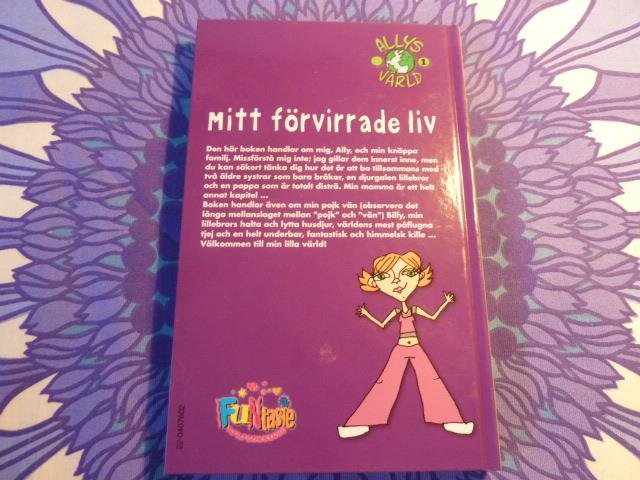 ALLYS
1
VÄRLD
Mitt förvirrade liv
Den här boken handlar om mig, Ally, och min knäppa
familj. Missförstå mig inte; jag gillar dem innerst inne, men
du kan säkert tänka dig hur det är att bo tillsammans med
två äldre systrar som bara bråkar, en djurgalen lillebror
och en pappa som är totalt disträ. Min mamma är ett helt
annat kapitel ...
Boken handlar även om min pojk vän (observera det
långa mellanslaget mellan "pojk" och "vän") Billy, min
lillebrors halta och lytta husdjur, världens mest påflugna
tjej och en helt underbar, fantastisk och himmelsk kille ...
Välkommen till min lilla värld!
FuNtasie
22-0407602